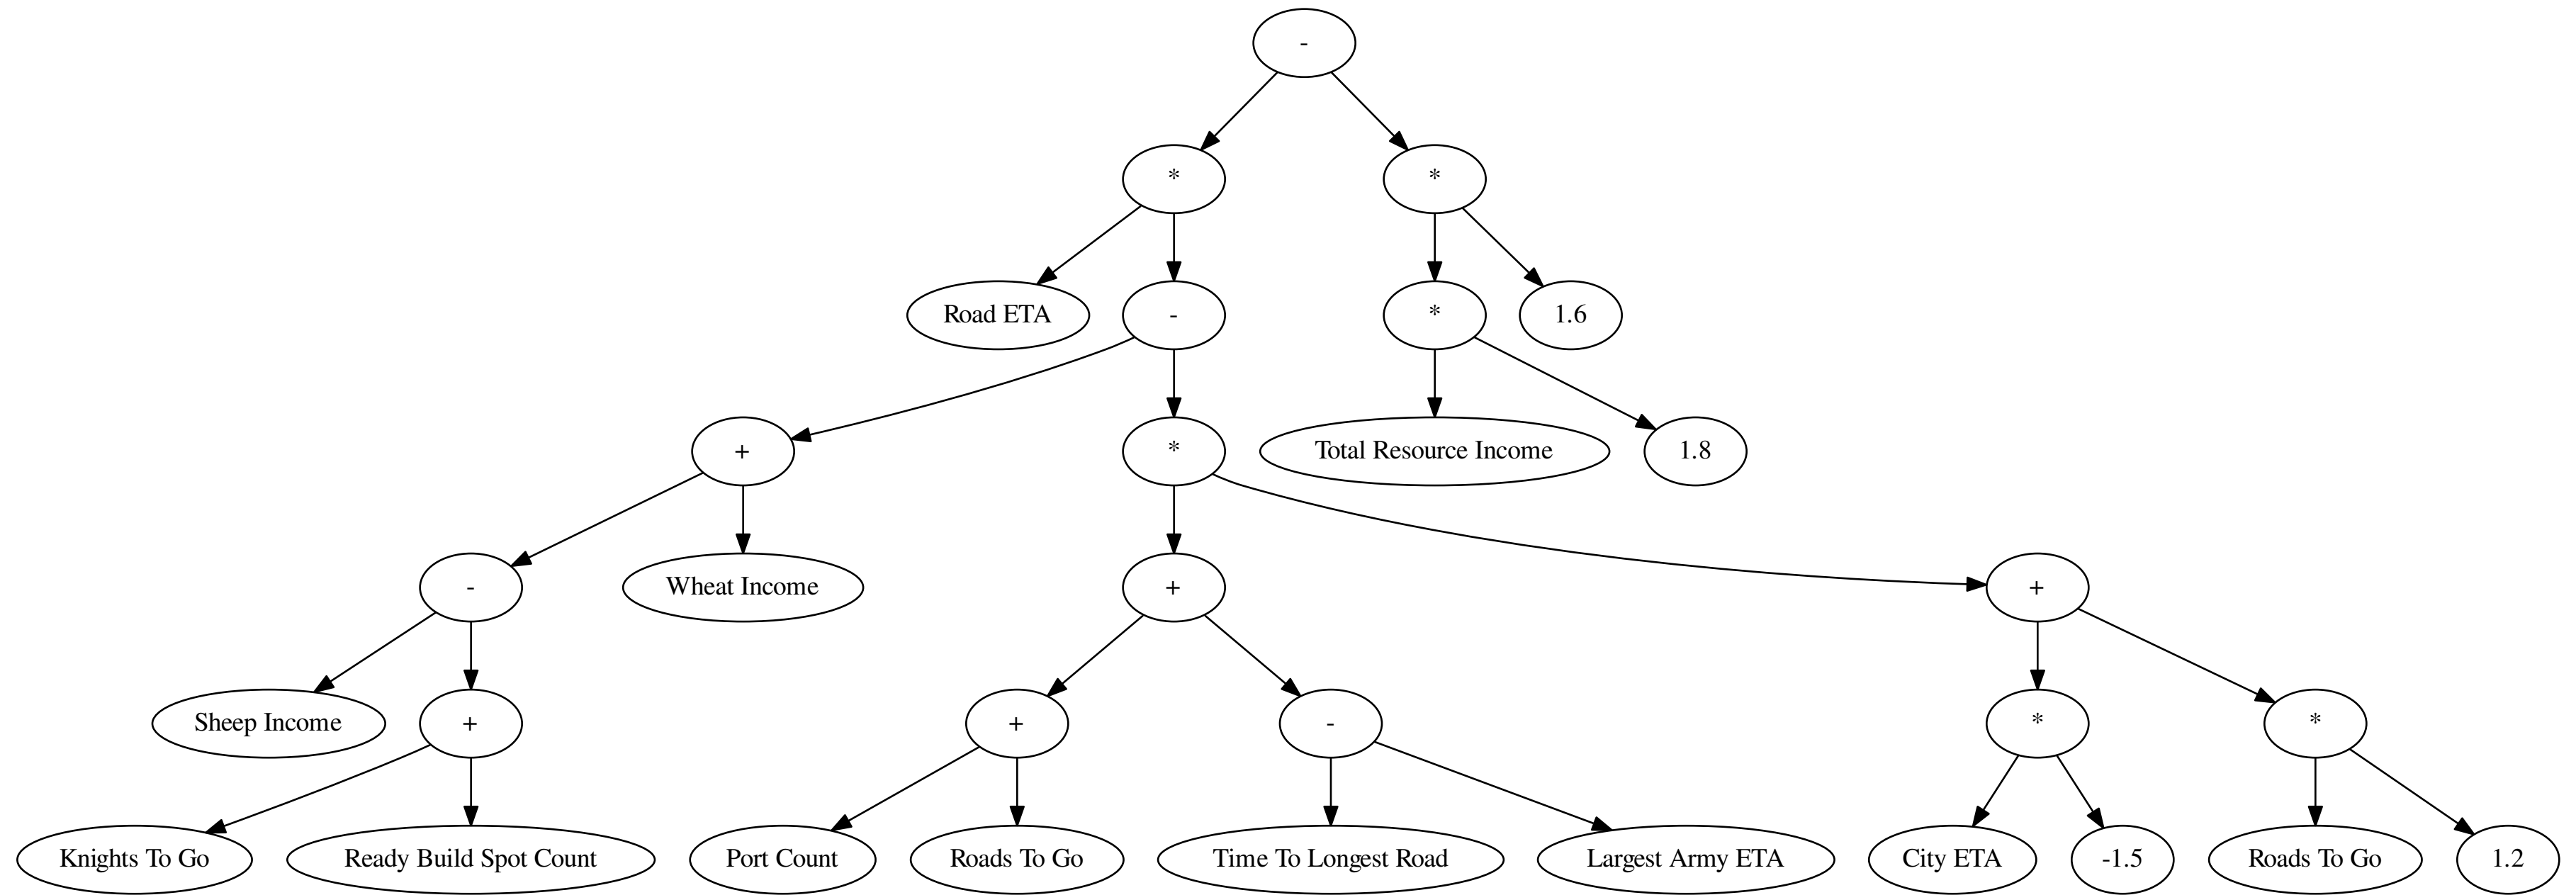 -
*
*
Road ETA
-
*
1.6
+
*
Total Resource Income
1.8
-
Wheat Income
+
+
Sheep Income
+
+
-
*
*
Knights To Go
Ready Build Spot Count
Port Count
Roads To Go
Time To Longest Road
Largest Army ETA
City ETA
-1.5
Roads To Go
1.2